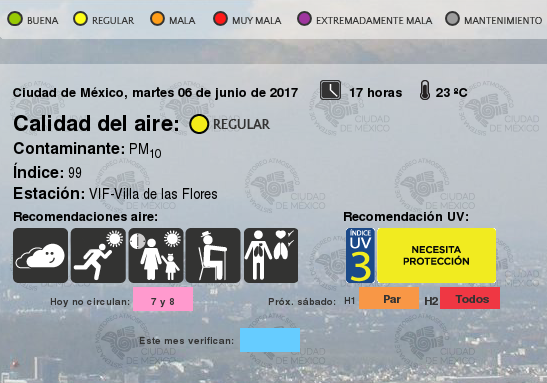 BUENA REGULAR MALA MUY MALA EXTREMADAMENTE MALA MANTENIMIENTO
Ciudad de México, martes 06 de junio de 2017 17 horas 23 ºC
Calidad del aire: REGULAR
Contaminante: PM10
Índice: 99
Estación: VIF-Villa de las Flores
Recomendaciones aire: Recomendación UV:
ÍNDICE UV 3 NECESITA PROTECCIÓN
Hoy no circulan: 7 y 8 Próx. sábado: H1 Par H2 Todos
Este mes verifican: